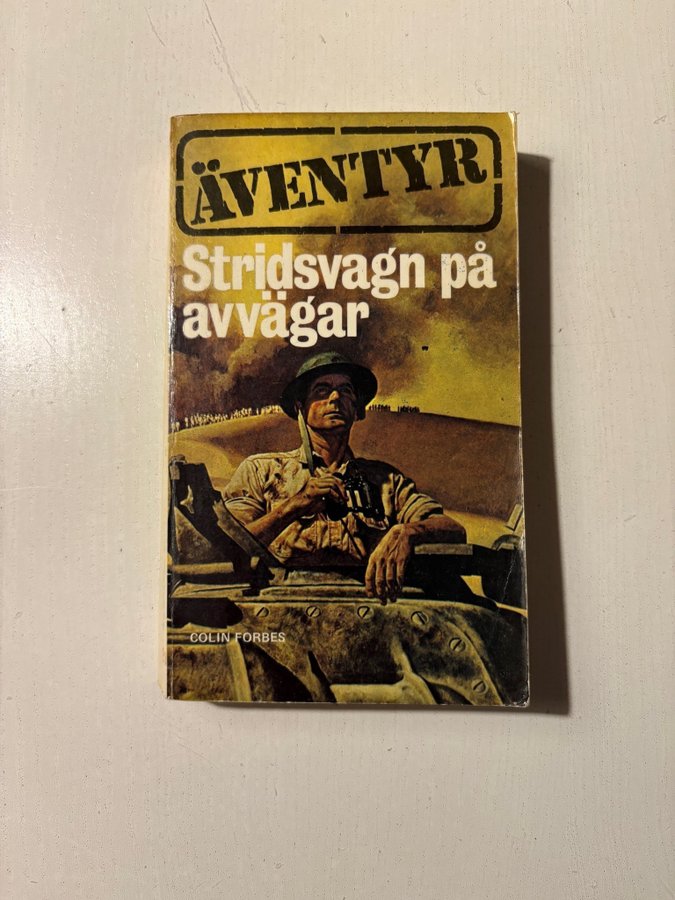 ÄVENTYR
Stridsvagn på
avvägar
COLIN FORBES